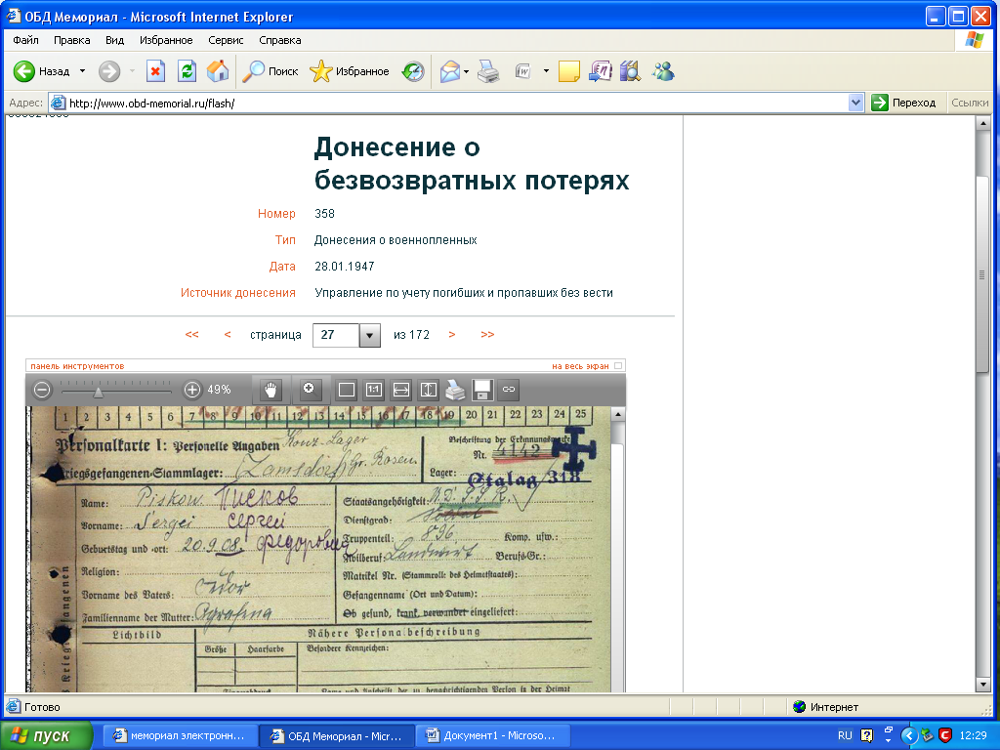 ОБД Мемориал - Microsoft Internet Explorer
Файл Правка Вид Избранное Сервис Справка
Назад Поиск Избранное
Адрес: http://www.obd-memorial.ru/flash/ Переход Ссылки
Донесение о
безвозвратных потерях
Номер 358
Тип Донесения о военнопленных
Дата 28.01.1947
Источник донесения Управление по учету погибших и пропавших без вести
<< < страница 27 из 172 > >>
панель инструментов на весь экран
49% 1:1
1 2 3 4 5 6 7 8 9 10 11 12 13 14 15 16 17 18 19 20 21 22 23 24 25
Personalkarte I: Personelle Angaben Konz. Lager
Beschriftung der Erkennungsmarke
Nr. 4142
Kriegsgefangenen-Stammlager: (Lamsdorf) Gr. Rosen
Lager: Stalag 318
Name: Piskow Писков
Staatsangehörigkeit:
Vorname: Sergei Сергей
Dienstgrad: Soldat
Geburtstag und -ort: 20.9.08. Федорович
Truppenteil: 896 Komp. usw.:
Zivilberuf: Landwirt Berufs-Gr.:
Religion:
Matrikel Nr. (Stammrolle des Heimatstaates):
Vorname des Vaters:
Gefangennahme (Ort und Datum):
Familienname der Mutter: Agrafina
Ob gesund, krank, verwundet eingeliefert:
Lichtbild Nähere Personalbeschreibung
Größe Haarfarbe Besondere Kennzeichen:
Готово Интернет
пуск мемориал электронн... ОБД Мемориал - Micr... Документ1 - Microso... RU 12:29